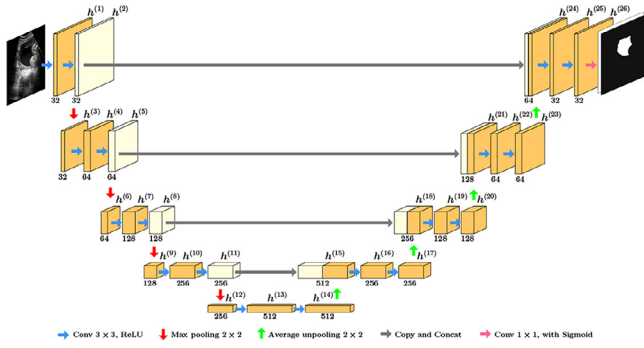 h(1) h(2) h(24) h(25) h(26)
32 32 64 32 32
h(3) h(4) h(5) h(21) h(22) h(23)
32 64 64 128 64 64
h(6) h(7) h(8) h(18) h(19) h(20)
64 128 128 256 128 128
h(9) h(10) h(11) h(15) h(16) h(17)
128 256 256 512 256 256
h(12) h(13) h(14)
256 512 512
Conv 3 × 3, ReLU Max pooling 2 × 2 Average unpooling 2 × 2 Copy and Concat Conv 1 × 1, with Sigmoid